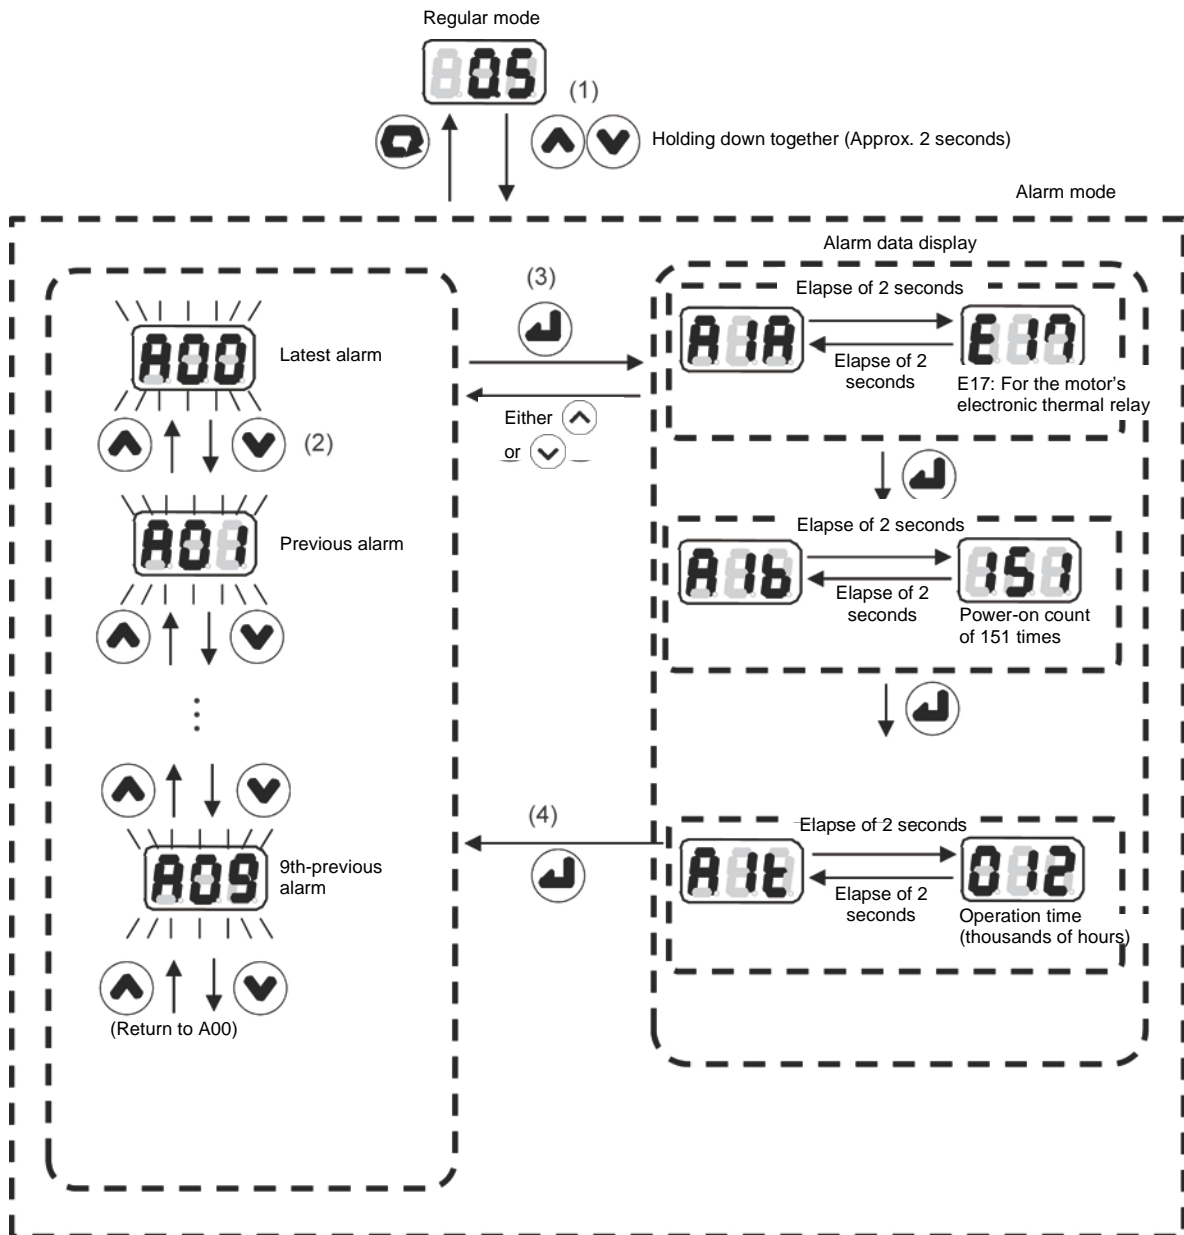 Regular mode
0.5
(1)
Holding down together (Approx. 2 seconds)
Alarm mode
Alarm data display
(3)
Elapse of 2 seconds
A00
Latest alarm
A1A
E17
Elapse of 2
seconds
E17: For the motor's
electronic thermal relay
Either
or
(2)
A01
Previous alarm
Elapse of 2 seconds
A1b
151
Elapse of 2
seconds
Power-on count
of 151 times
(4)
Elapse of 2 seconds
A09
9th-previous
alarm
A1t
012
Elapse of 2
seconds
Operation time
(thousands of hours)
(Return to A00)